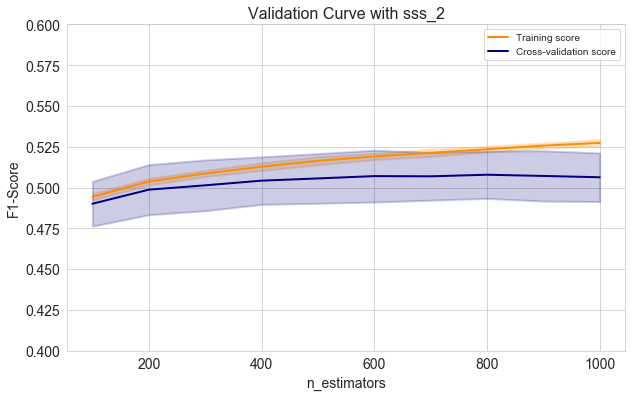 Validation Curve with sss_2
Training score
Cross-validation score
F1-Score
0.600
0.575
0.550
0.525
0.500
0.475
0.450
0.425
0.400
200
400
600
800
1000
n_estimators